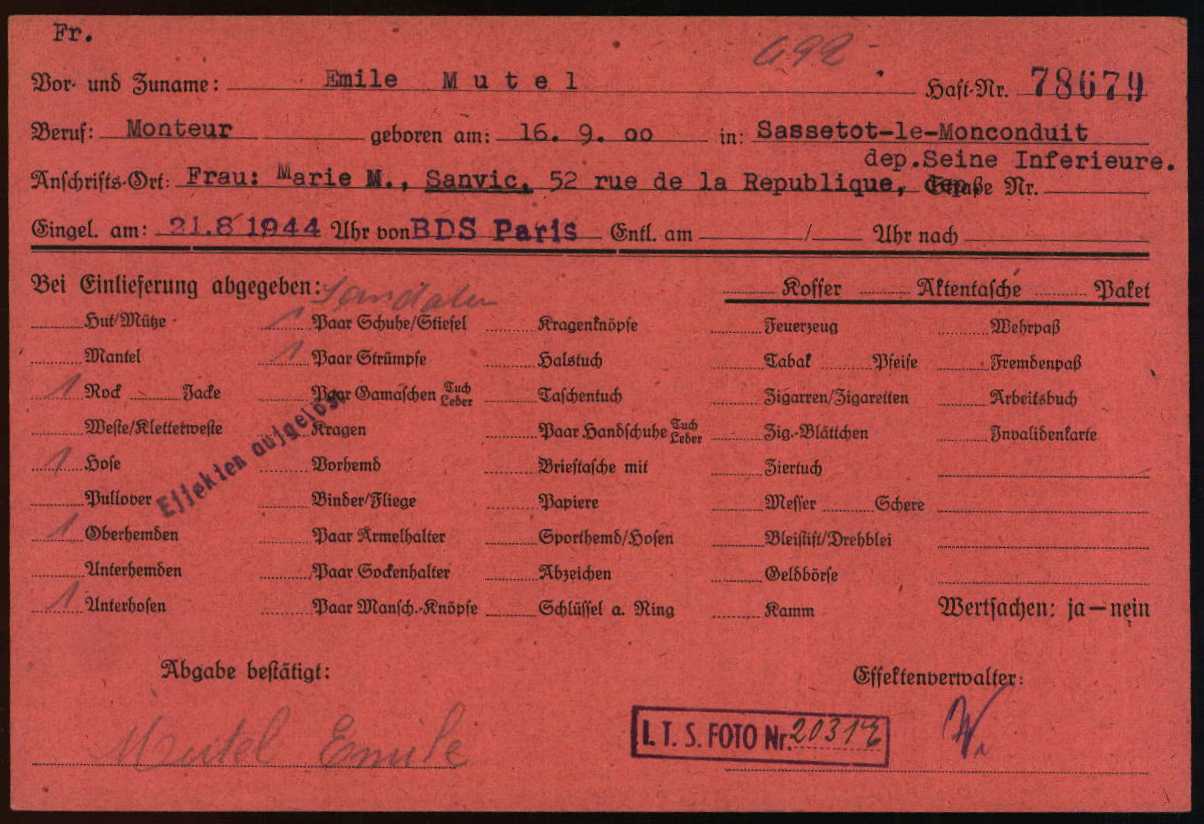 Fr.
692
Vor- und Zuname: Emile Mutel Haft-Nr. 78679
Beruf: Monteur geboren am: 16. 9. 00 in: Sassetot-le-Monconduit
dep.Seine Inferieure.
Anschrifts-Ort: Frau: Marie M., Sanvic, 52 rue de la Republique, dep. Straße Nr.
Eingel. am: 21.8 1944 Uhr von BDS Paris Entl. am / Uhr nach
Bei Einlieferung abgegeben: Sandalen Koffer Aktentasche Paket
Hut/Mütze 1 Paar Schuhe/Stiefel Kragenknöpfe Feuerzeug Wehrpaß
Mantel 1 Paar Strümpfe Halstuch Tabak Pfeife Fremdenpaß
1 Rock Jacke Paar Gamaschen Tuch Leder Taschentuch Zigarren/Zigaretten Arbeitsbuch
Weste/Kletterweste Kragen Paar Handschuhe Tuch Leder Zig.-Blättchen Invalidenkarte
1 Hose Vorhemd Brieftasche mit Ziertuch
Effekten aufgelöst
Pullover Binder/Fliege Papiere Messer Schere
1 Oberhemden Paar Ärmelhalter Sporthemd/Hosen Bleistift/Drehblei
Unterhemden Paar Sockenhalter Abzeichen Geldbörse
1 Unterhosen Paar Mansch.-Knöpfe Schlüssel a. Ring Kamm Wertsachen: ja — nein
Abgabe bestätigt: Effektenverwalter:
Mutel Emile I. T. S. FOTO Nr. W.